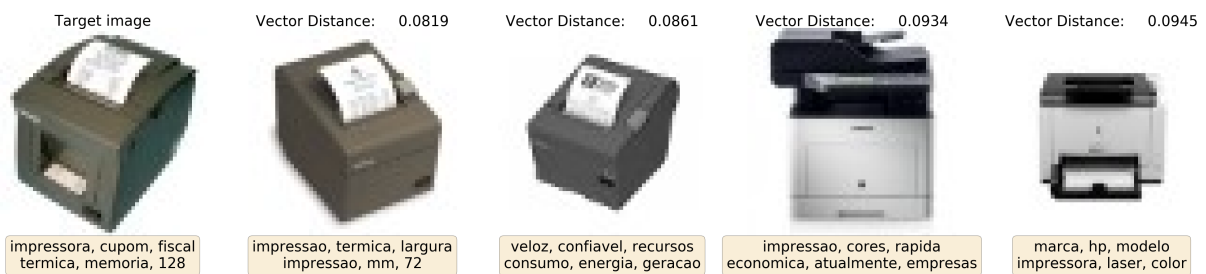 Target image
Vector Distance: 0.0819
Vector Distance: 0.0861
Vector Distance: 0.0934
Vector Distance: 0.0945
impressora, cupom, fiscal
termica, memoria, 128
impressao, termica, largura
impressao, mm, 72
veloz, confiavel, recursos
consumo, energia, geracao
impressao, cores, rapida
economica, atualmente, empresas
marca, hp, modelo
impressora, laser, color